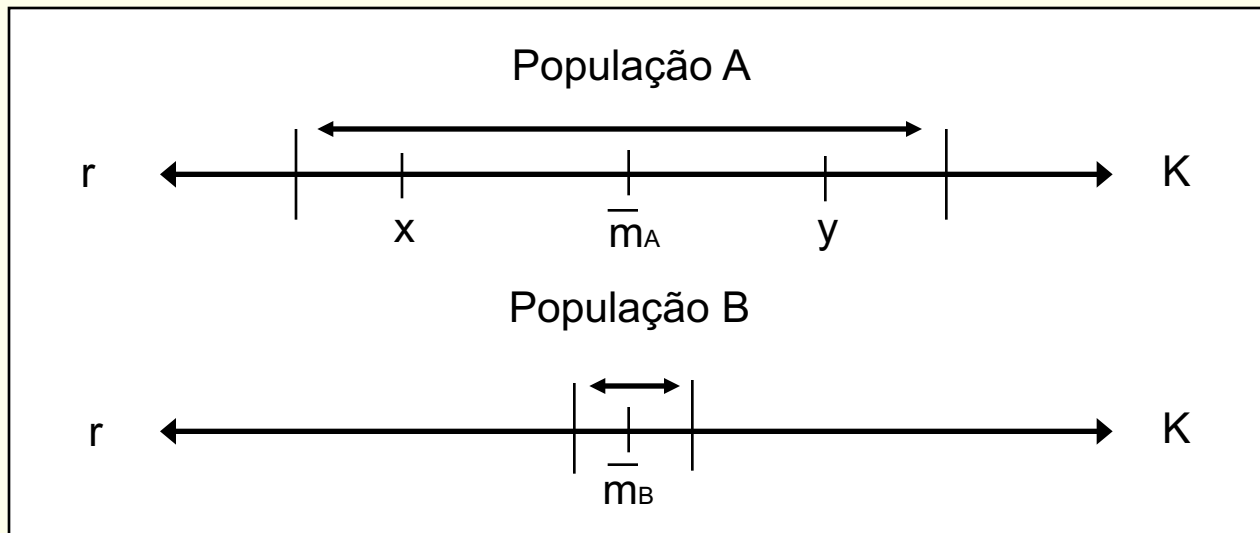 População A
r K
x m̅A y
População B
r K
m̅B